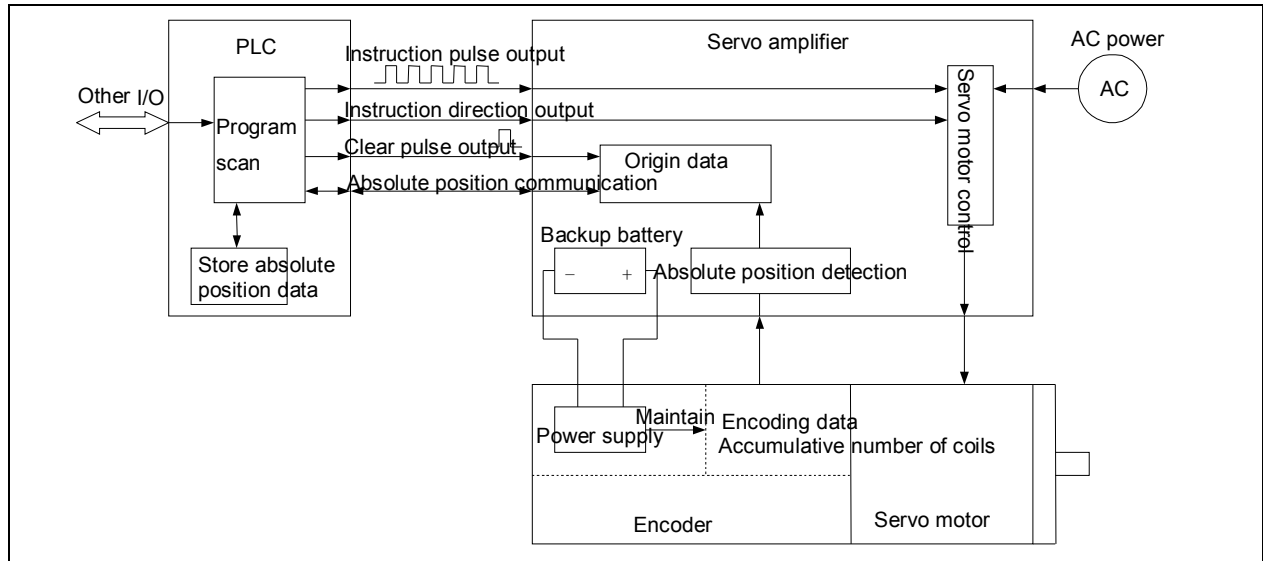 PLC
Servo amplifier
AC power
Instruction pulse output
Other I/O
AC
Program
scan
Instruction direction output
Clear pulse output
Origin data
Absolute position communication
Servo motor control
Backup battery
− +
Store absolute
position data
Absolute position detection
Maintain
Power supply
Encoding data
Accumulative number of coils
Encoder
Servo motor